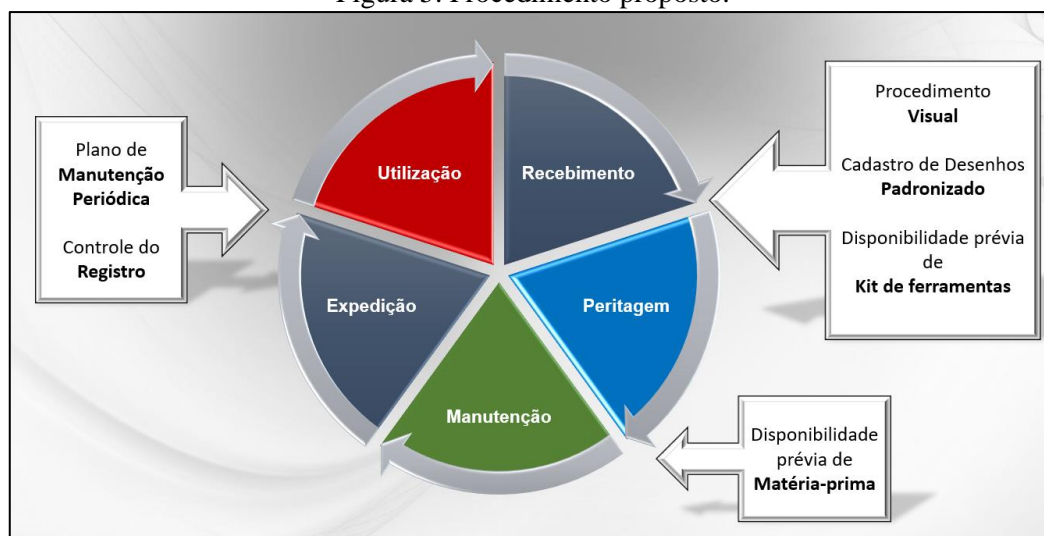 Figura 3: Procedimento proposto.
Plano de
Manutenção
Periódica
Controle do
Registro
Utilização
Recebimento
Expedição
Peritagem
Manutenção
Procedimento
Visual
Cadastro de Desenhos
Padronizado
Disponibilidade prévia
de
Kit de ferramentas
Disponibilidade
prévia de
Matéria-prima